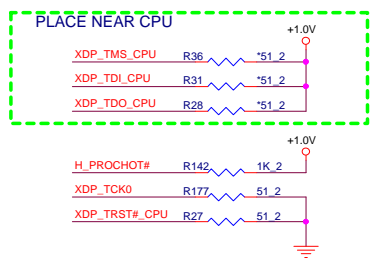 PLACE NEAR CPU
+1.0V
XDP_TMS_CPU R36 *51_2
XDP_TDI_CPU R31 *51_2
XDP_TDO_CPU R28 *51_2
+1.0V
H_PROCHOT# R142 1K_2
XDP_TCK0 R177 51_2
XDP_TRST#_CPU R27 51_2